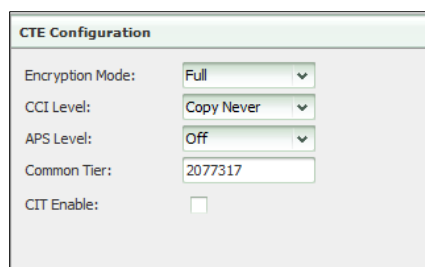 CTE Configuration
Encryption Mode: Full
CCI Level: Copy Never
APS Level: Off
Common Tier: 2077317
CIT Enable: